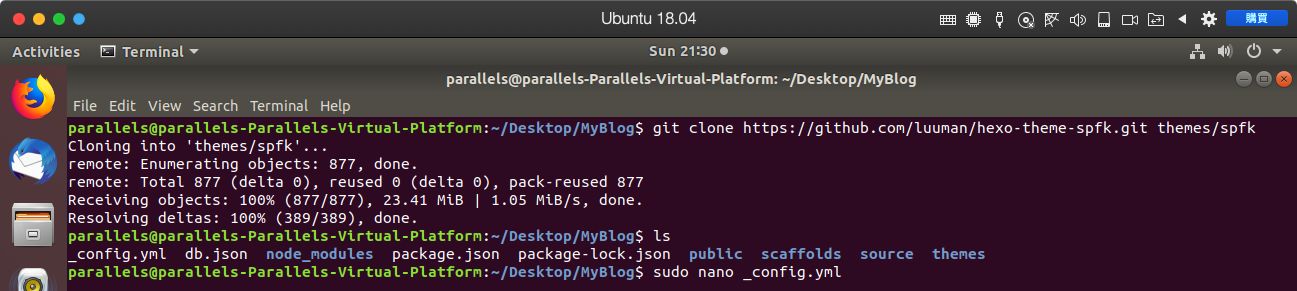 Ubuntu 18.04
購買
Activities
Terminal
Sun 21:30
parallels@parallels-Parallels-Virtual-Platform: ~/Desktop/MyBlog
File Edit View Search Terminal Help
parallels@parallels-Parallels-Virtual-Platform:~/Desktop/MyBlog$ git clone https://github.com/luuman/hexo-theme-spfk.git themes/spfk
Cloning into 'themes/spfk'...
remote: Enumerating objects: 877, done.
remote: Total 877 (delta 0), reused 0 (delta 0), pack-reused 877
Receiving objects: 100% (877/877), 23.41 MiB | 1.05 MiB/s, done.
Resolving deltas: 100% (389/389), done.
parallels@parallels-Parallels-Virtual-Platform:~/Desktop/MyBlog$ ls
_config.yml db.json node_modules package.json package-lock.json public scaffolds source themes
parallels@parallels-Parallels-Virtual-Platform:~/Desktop/MyBlog$ sudo nano _config.yml